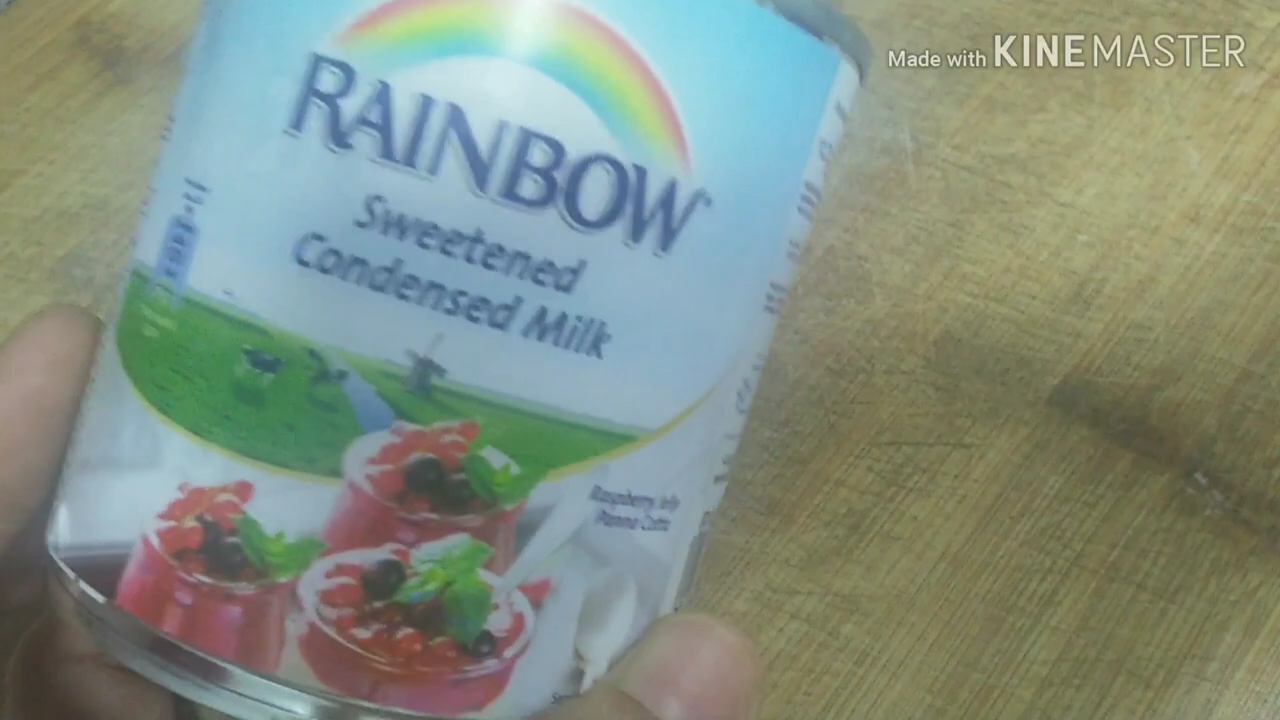 Made with KINEMASTER
RAINBOW
Sweetened
Condensed Milk
Raspberry Jelly
Panna Cotta